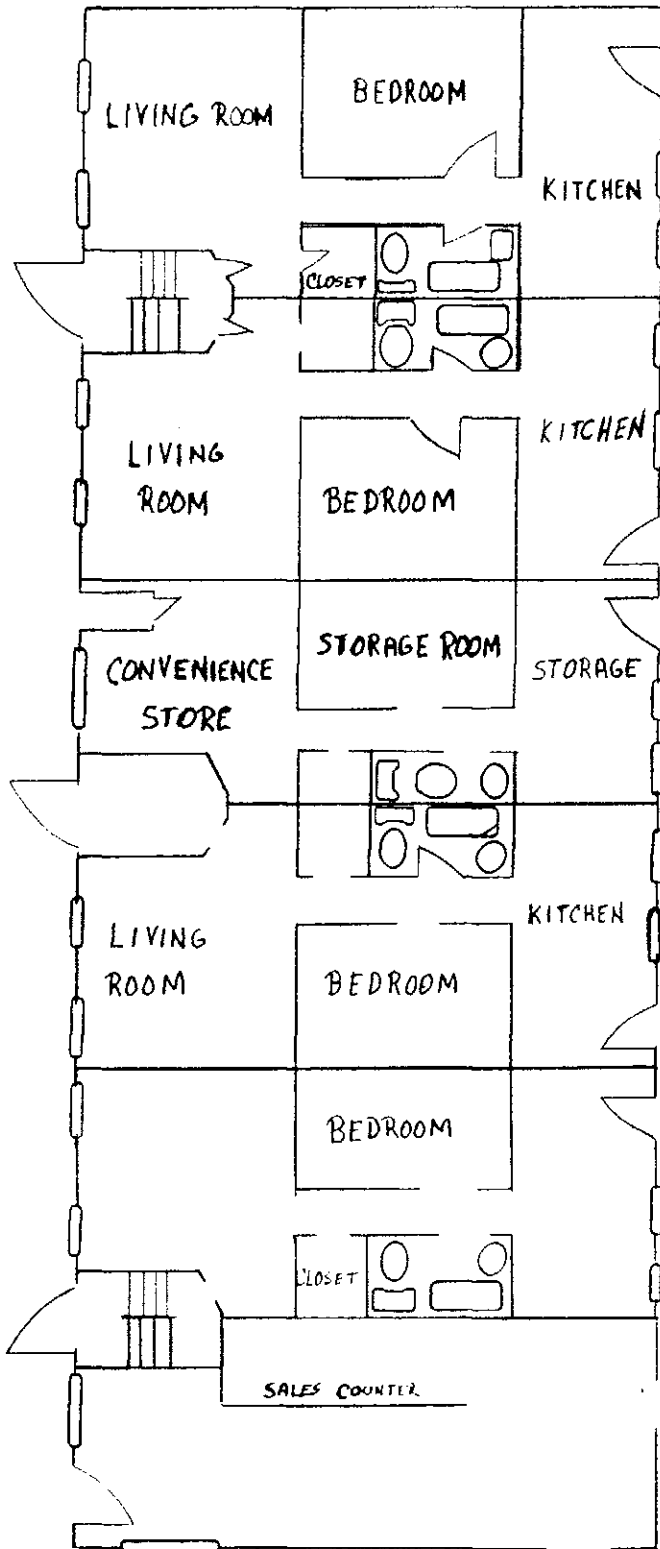 LIVING ROOM
BEDROOM
KITCHEN
CLOSET
LIVING
ROOM
BEDROOM
KITCHEN
CONVENIENCE
STORE
STORAGE ROOM
STORAGE
LIVING
ROOM
BEDROOM
KITCHEN
BEDROOM
CLOSET
SALES COUNTER